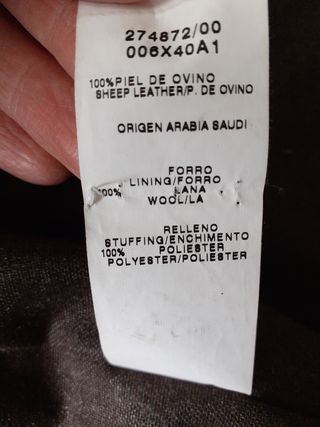 274872/00
006X40A1
100%PIEL DE OVINO
SHEEP LEATHER/P. DE OVINO
ORIGEN ARABIA SAUDI
FORRO
LINING/FORRO
100% LANA
WOOL/LA
RELLENO
STUFFING/ENCHIMENTO
100% POLIESTER
POLYESTER/POLIESTER